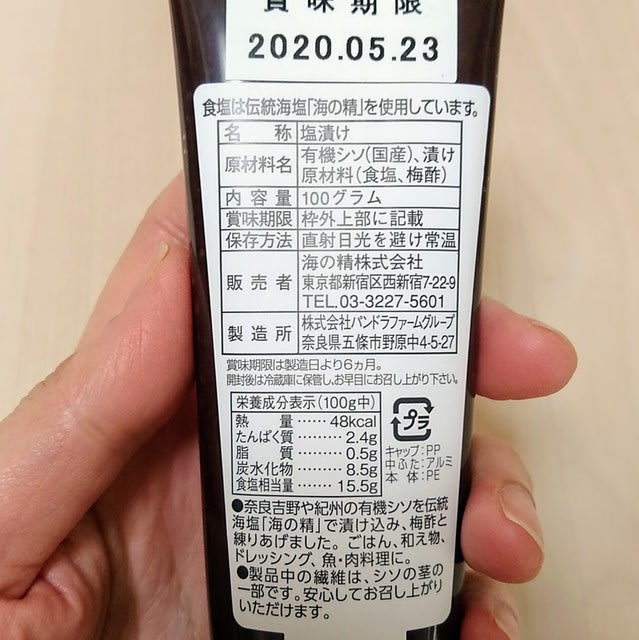 賞味期限
2020.05.23
食塩は伝統海塩「海の精」を使用しています。
名 称 塩漬け
原材料名 有機シソ(国産)、漬け
原材料(食塩、梅酢)
内容量 100グラム
賞味期限 枠外上部に記載
保存方法 直射日光を避け常温
販売者 海の精株式会社
東京都新宿区西新宿7-22-9
TEL.03-3227-5601
製造所 株式会社パンドラファームグループ
奈良県五條市野原中4-5-27
賞味期限は製造日より6ヵ月。
開封後は冷蔵庫に保管し、お早目にお召し上がり下さい。
栄養成分表示(100g中)
熱 量……48kcal
たんぱく質……2.4g
脂 質……0.5g
炭水化物……8.5g
食塩相当量……15.5g
プラ
キャップ:PP
中ふた:アルミ
本 体:PE
●奈良吉野や紀州の有機シソを伝統
海塩「海の精」で漬け込み、梅酢と
練りあげました。ごはん、和え物、
ドレッシング、魚・肉料理に。
●製品中の繊維は、シソの茎の
一部です。安心してお召し上がり
いただけます。